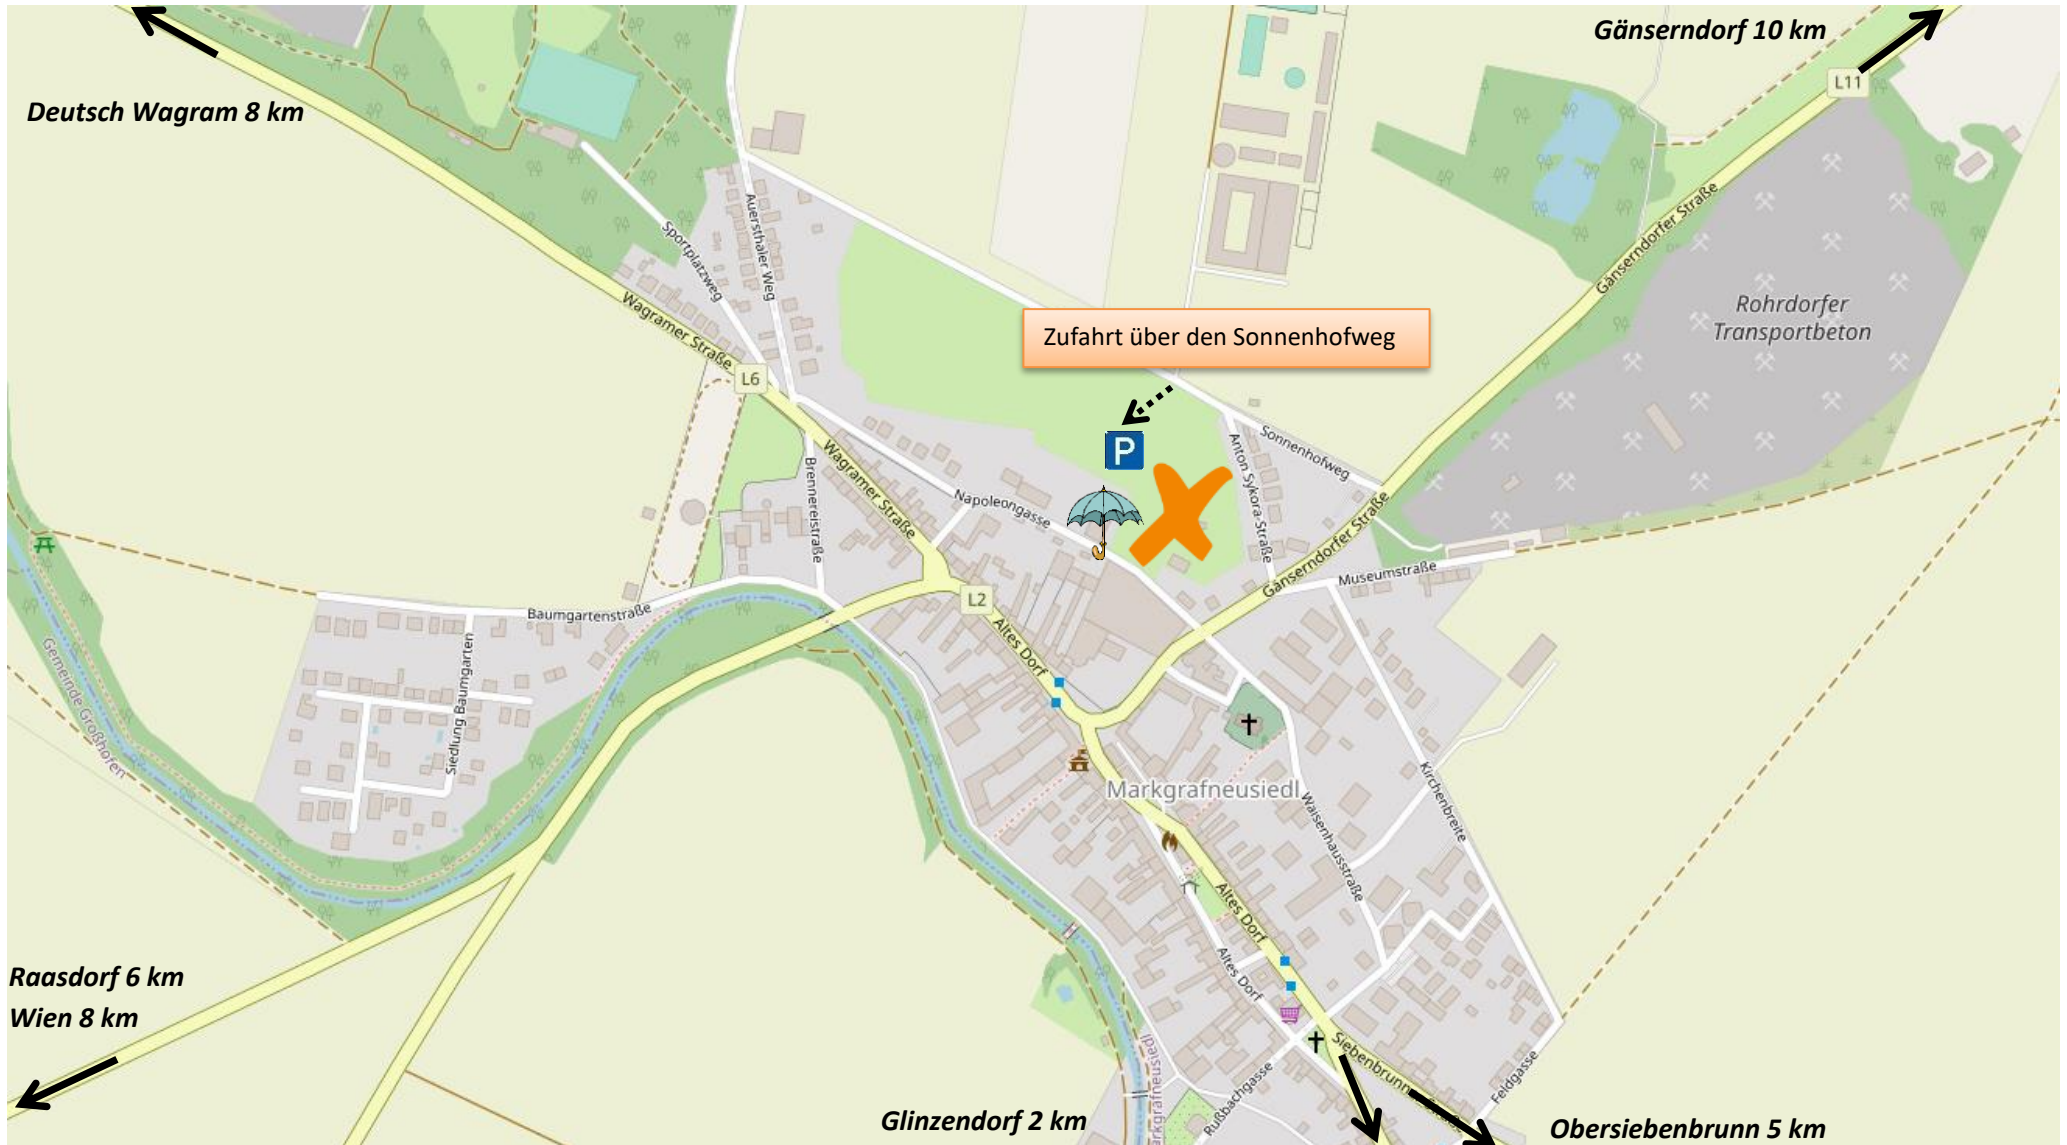 Gänserndorf 10 km
L11
Deutsch Wagram 8 km
Auersthaler Weg
Sportplatzweg
Gänserndorfer Straße
Wagramer Straße
Rohrdorfer
Transportbeton
Zufahrt über den Sonnenhofweg
L6
P
Sonnenhofweg
Anton Sykora-Straße
Wagramer Straße
Brennereistraße
Napoleongasse
Gänserndorfer Straße
Museumstraße
L2
Baumgartenstraße
Altes Dorf
Siedlung Baumgarten
Gemeinde Großhofen
Markgrafneusiedl
Kirchenbreite
Waisenhausstraße
Altes Dorf
Altes Dorf
Raasdorf 6 km
Wien 8 km
Feldgasse
Rußbachgasse
Glinzendorf 2 km
Obersiebenbrunn 5 km